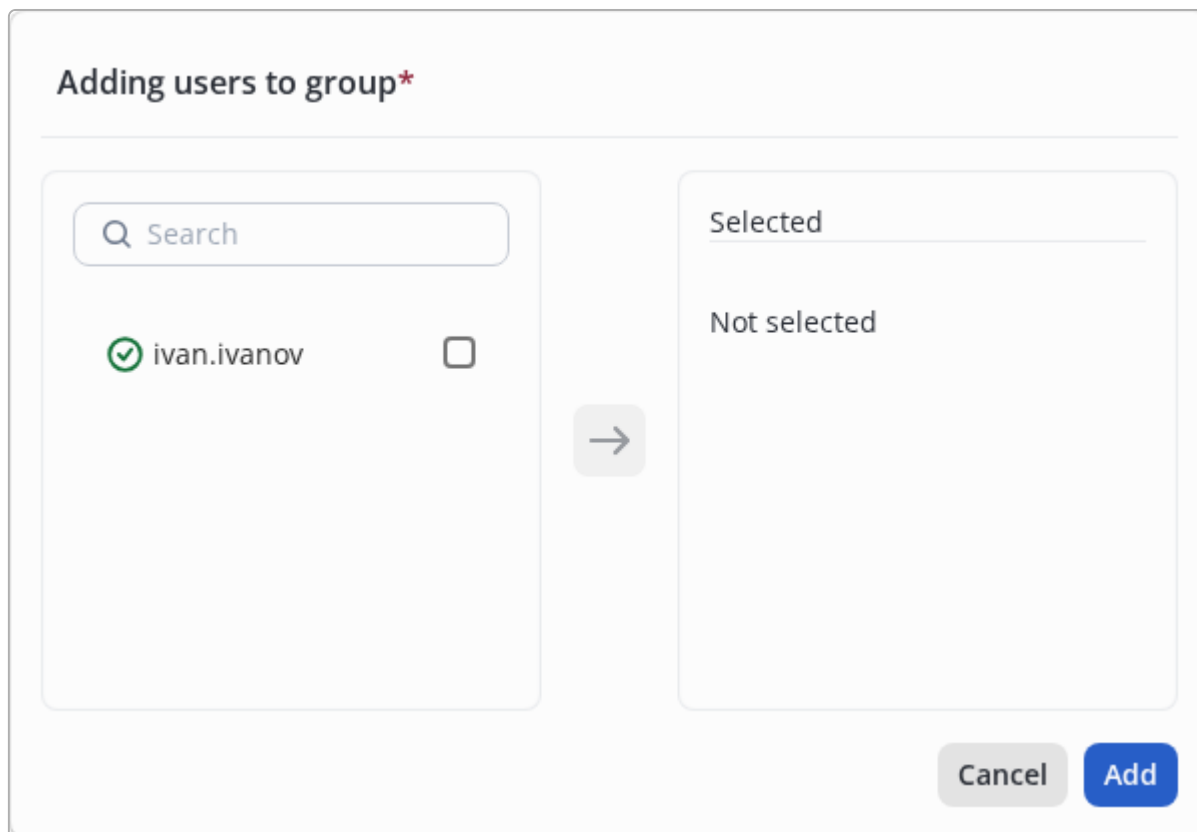 Adding users to group*
Search
ivan.ivanov
Selected
Not selected
Cancel
Add